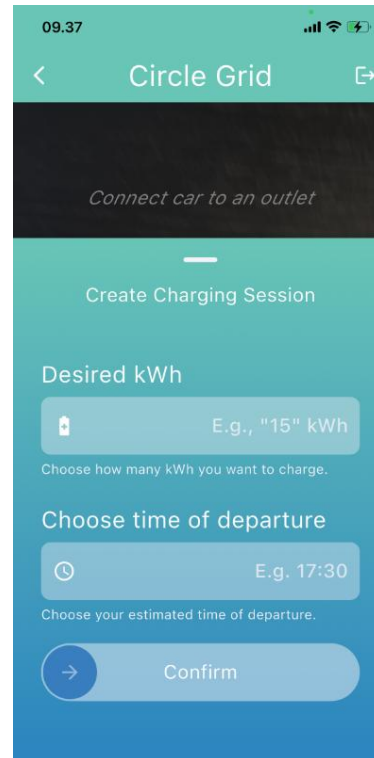 09.37
Circle Grid
Connect car to an outlet
Create Charging Session
Desired kWh
E.g., "15" kWh
Choose how many kWh you want to charge.
Choose time of departure
E.g. 17:30
Choose your estimated time of departure.
Confirm